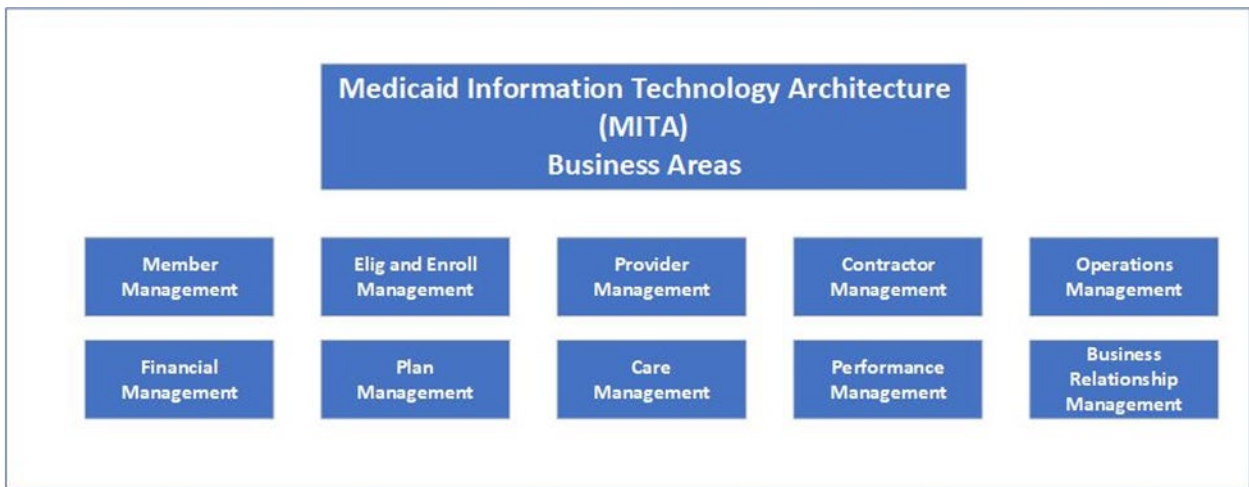 Medicaid Information Technology Architecture
(MITA)
Business Areas
Member
Management
Elig and Enroll
Management
Provider
Management
Contractor
Management
Operations
Management
Financial
Management
Plan
Management
Care
Management
Performance
Management
Business
Relationship
Management